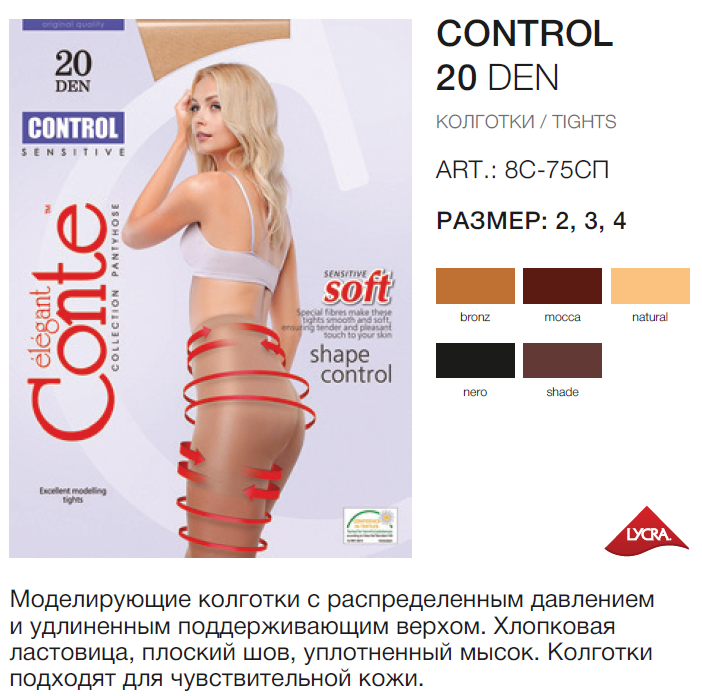 original quality
20
DEN
CONTROL
SENSITIVE
élégant
Conte™
COLLECTION PANTYHOSE
SENSITIVE
soft
Special fibres make these
tights smooth and soft,
ensuring tender and pleasant
touch to your skin
shape
control
Excellent modelling
tights
CONTROL
20 DEN
КОЛГОТКИ / TIGHTS
ART.: 8С-75СП
РАЗМЕР: 2, 3, 4
bronz
mocca
natural
nero
shade
LYCRA
Моделирующие колготки с распределенным давлением
и удлиненным поддерживающим верхом. Хлопковая
ластовица, плоский шов, уплотненный мысок. Колготки
подходят для чувствительной кожи.